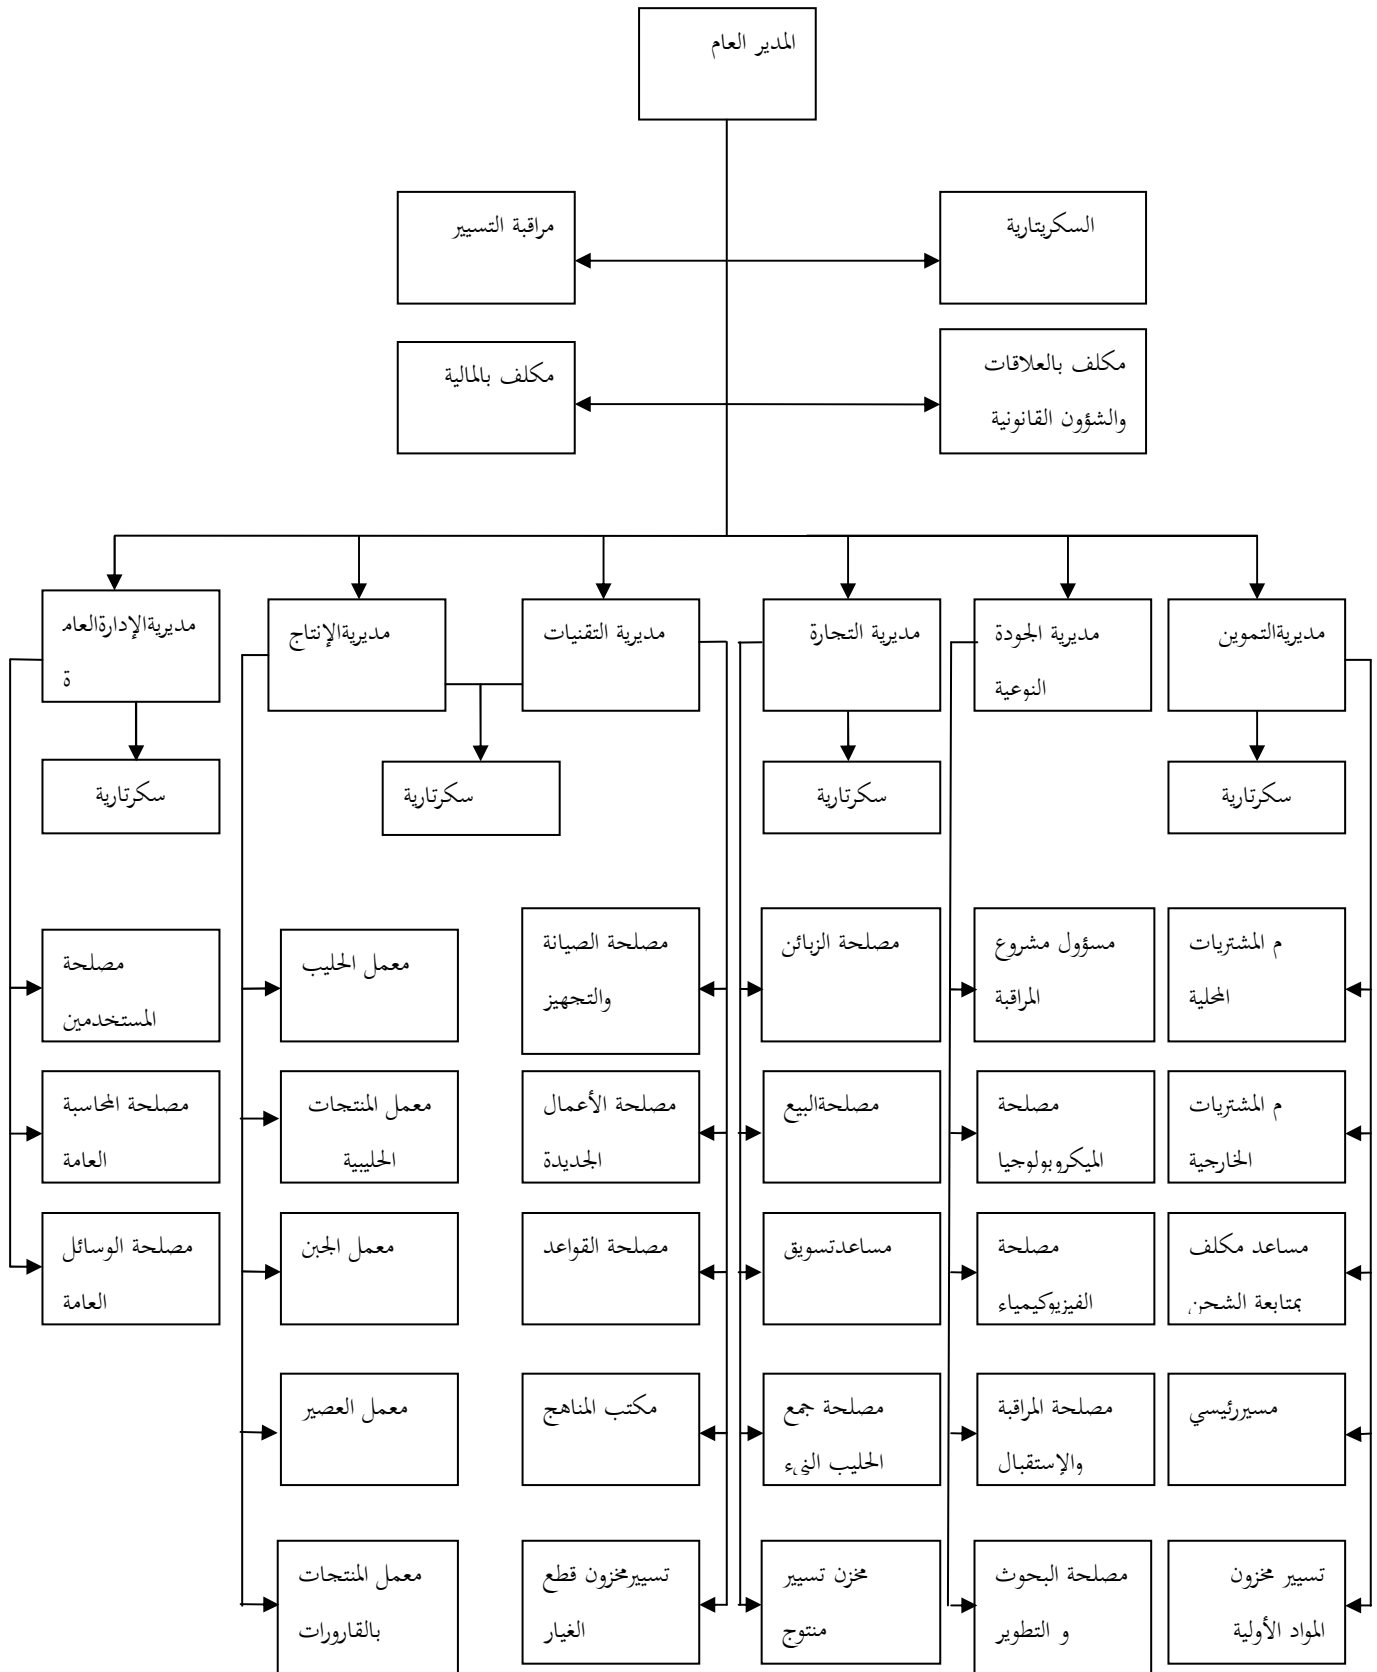 المدير العام
السكريتارية
مراقبة التسيير
مكلف بالعلاقات
والشؤون القانونية
مكلف بالمالية
مديريةالتموين
مديرية الجودة
النوعية
مديرية التجارة
مديرية التقنيات
مديريةالإنتاج
مديريةالإدارةالعام
ة
سكرتارية
سكرتارية
سكرتارية
سكرتارية
م المشتريات
المحلية
مسؤول مشروع
المراقبة
مصلحة الزبائن
مصلحة الصيانة
والتجهيز
معمل الحليب
مصلحة
المستخدمين
م المشتريات
الخارجية
مصلحة
الميكروبولوجيا
مصلحةالبيع
مصلحة الأعمال
الجديدة
معمل المنتجات
الحليبية
مصلحة المحاسبة
العامة
مساعد مكلف
بمتابعة الشحن
مصلحة
الفيزيوكيمياء
مساعدتسويق
مصلحة القواعد
معمل الجبن
مصلحة الوسائل
العامة
مسيررئيسي
مصلحة المراقبة
والإستقبال
مصلحة جمع
الحليب النيء
مكتب المناهج
معمل العصير
تسيير مخزون
المواد الأولية
مصلحة البحوث
و التطوير
مخزن تسيير
منتوج
تسييرمخزون قطع
الغيار
معمل المنتجات
بالقارورات